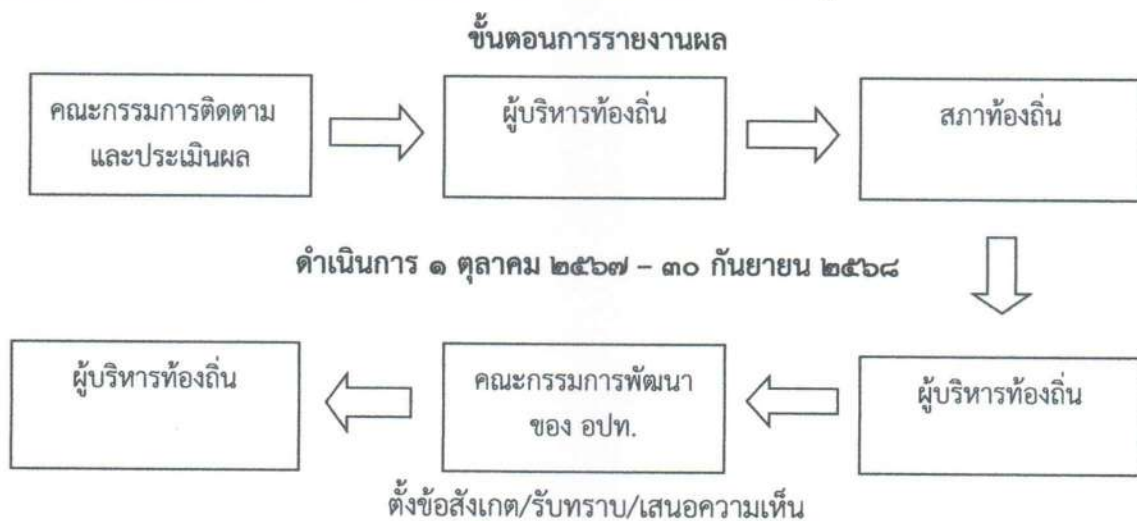 ขั้นตอนการรายงานผล
คณะกรรมการติดตาม
และประเมินผล
ผู้บริหารท้องถิ่น
สภาท้องถิ่น
ดำเนินการ ๑ ตุลาคม ๒๕๖๗ – ๓๐ กันยายน ๒๕๖๘
ผู้บริหารท้องถิ่น
คณะกรรมการพัฒนา
ของ อปท.
ผู้บริหารท้องถิ่น
ตั้งข้อสังเกต/รับทราบ/เสนอความเห็น